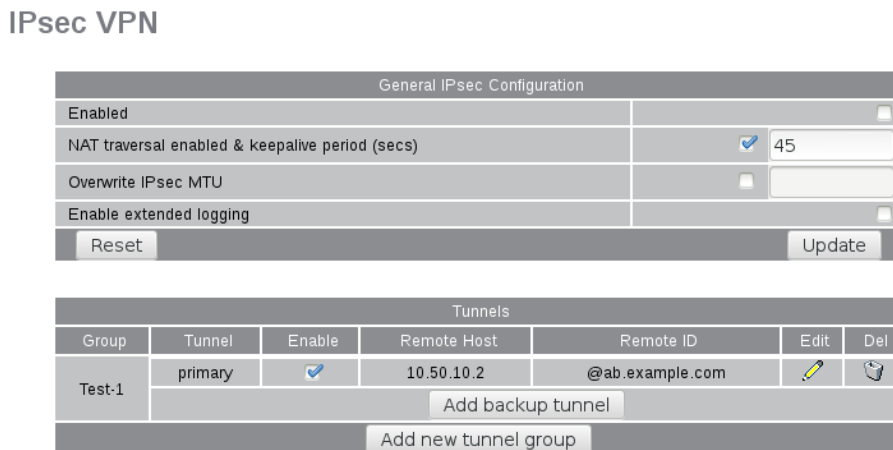 IPsec VPN
General IPsec Configuration
Enabled
NAT traversal enabled & keepalive period (secs) 45
Overwrite IPsec MTU
Enable extended logging
Reset Update
Tunnels
Group Tunnel Enable Remote Host Remote ID Edit Del
Test-1 primary 10.50.10.2 @ab.example.com
Add backup tunnel
Add new tunnel group